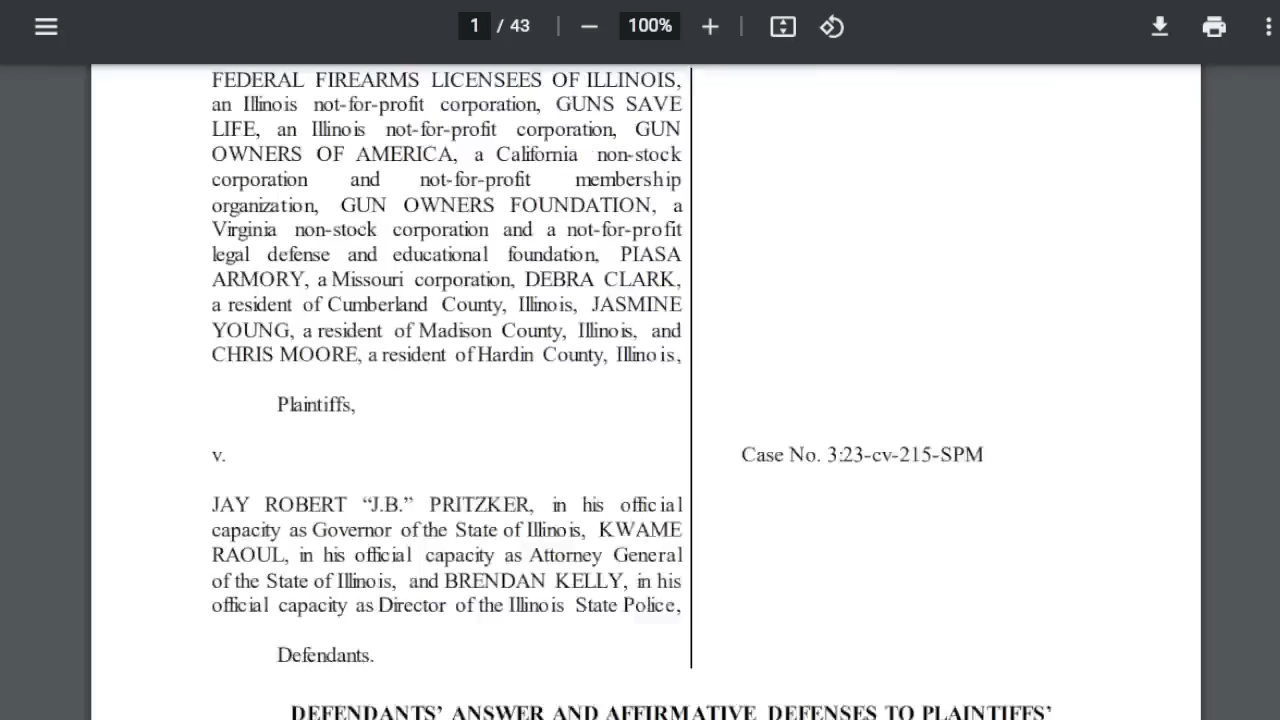 1 / 43 100%
FEDERAL FIREARMS LICENSEES OF ILLINOIS,
an Illinois not-for-profit corporation, GUNS SAVE
LIFE, an Illinois not-for-profit corporation, GUN
OWNERS OF AMERICA, a California non-stock
corporation and not-for-profit membership
organization, GUN OWNERS FOUNDATION, a
Virginia non-stock corporation and a not-for-profit
legal defense and educational foundation, PIASA
ARMORY, a Missouri corporation, DEBRA CLARK,
a resident of Cumberland County, Illinois, JASMINE
YOUNG, a resident of Madison County, Illinois, and
CHRIS MOORE, a resident of Hardin County, Illinois,
Plaintiffs,
v.
Case No. 3:23-cv-215-SPM
JAY ROBERT “J.B.” PRITZKER, in his official
capacity as Governor of the State of Illinois, KWAME
RAOUL, in his official capacity as Attorney General
of the State of Illinois, and BRENDAN KELLY, in his
official capacity as Director of the Illinois State Police,
Defendants.
DEFENDANTS’ ANSWER AND AFFIRMATIVE DEFENSES TO PLAINTIFFS’